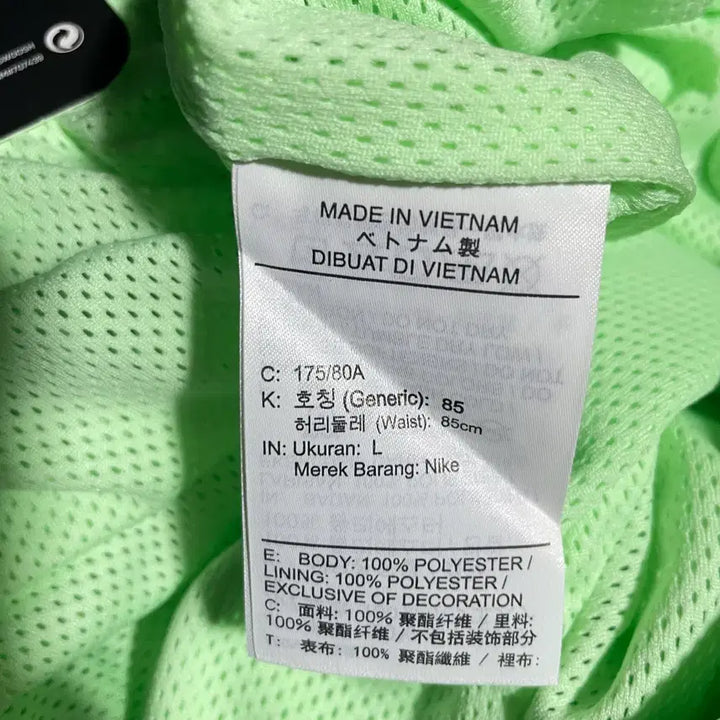 MADE IN VIETNAM
ベトナム製
DIBUAT DI VIETNAM
C: 175/80A
K: 호칭 (Generic): 85
허리둘레 (Waist): 85cm
IN: Ukuran: L
Merek Barang: Nike
E: BODY: 100% POLYESTER /
LINING: 100% POLYESTER /
EXCLUSIVE OF DECORATION
C: 面料: 100% 聚酯纤维 / 里料:
100% 聚酯纤维 / 不包括装饰部分
T: 表布: 100% 聚酯纖維 / 裡布: